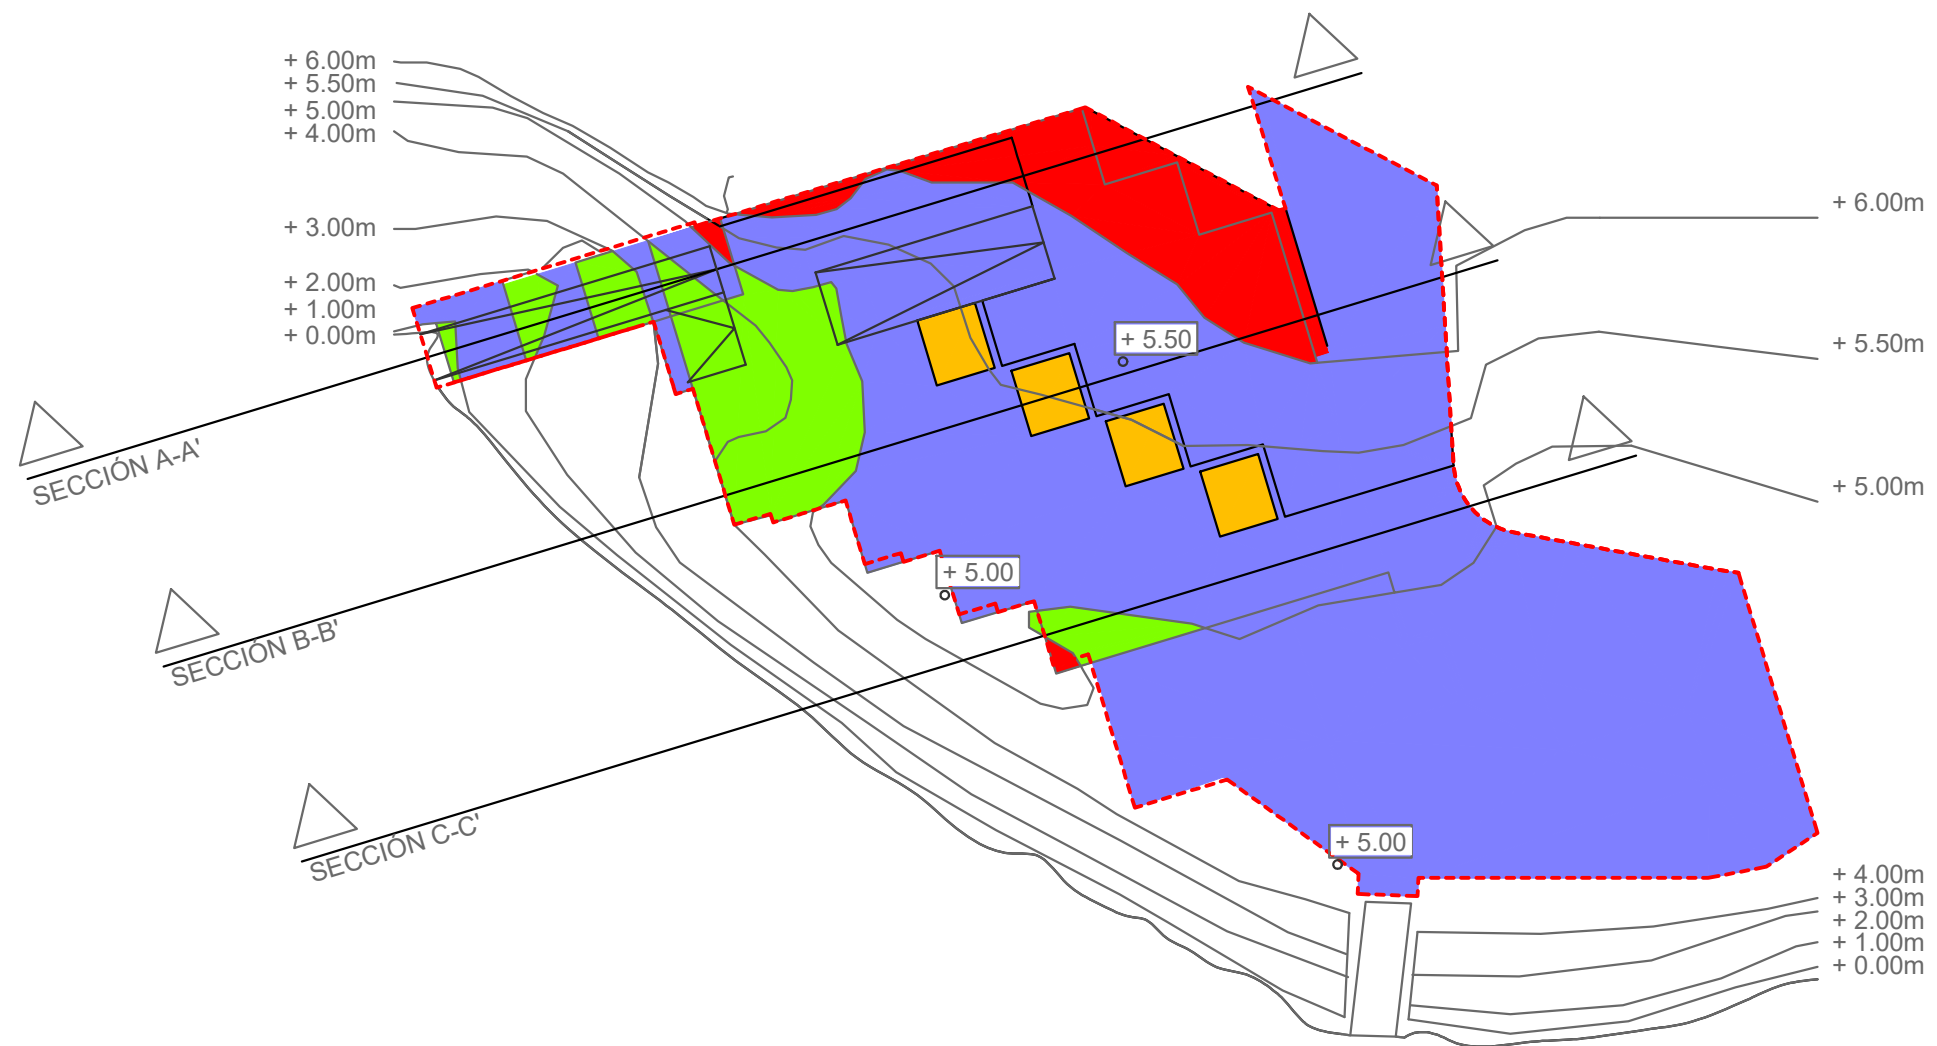 + 6.00m
+ 5.50m
+ 5.00m
+ 4.00m
+ 3.00m
+ 2.00m
+ 1.00m
+ 0.00m
SECCIÓN A-A'
SECCIÓN B-B'
SECCIÓN C-C'
+ 5.50
+ 5.00
+ 5.00
+ 6.00m
+ 5.50m
+ 5.00m
+ 4.00m
+ 3.00m
+ 2.00m
+ 1.00m
+ 0.00m